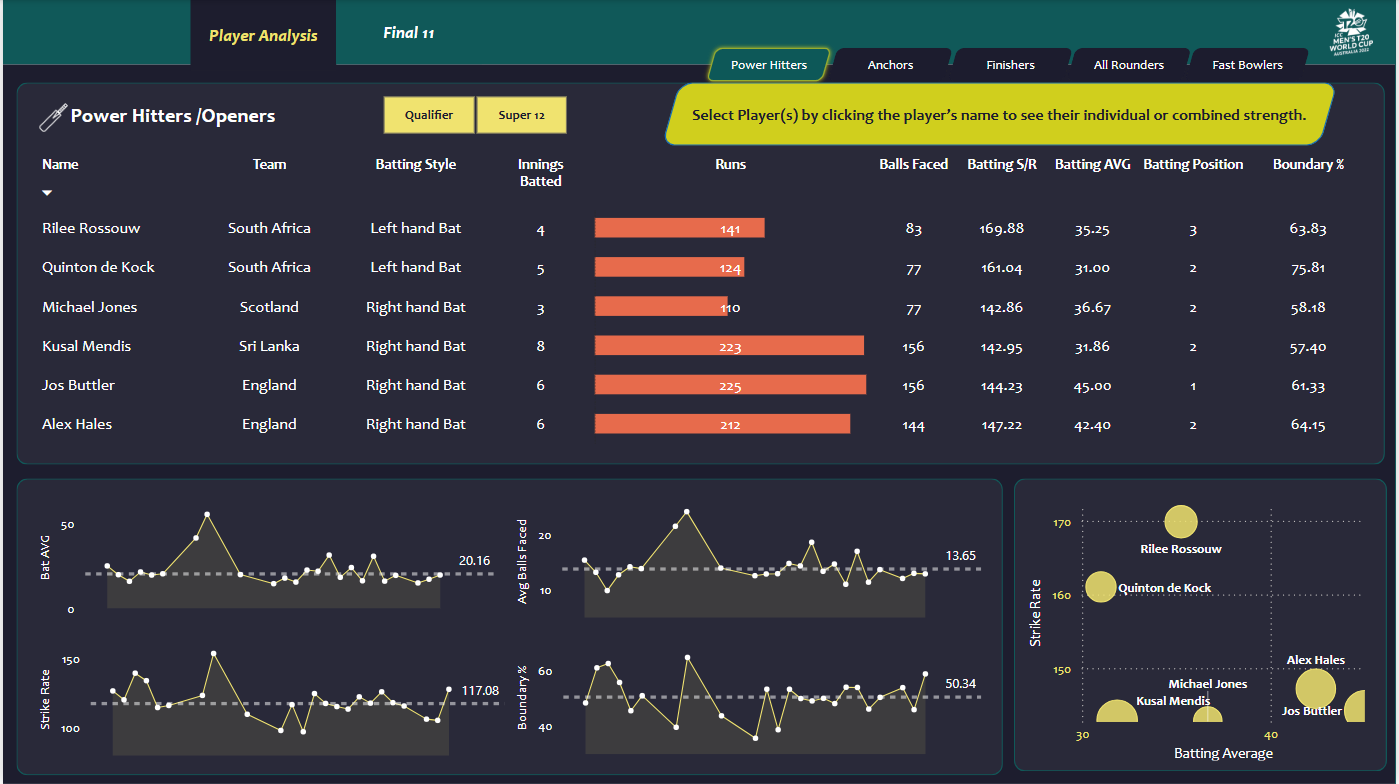 Player Analysis
Final 11
ICC
MEN'S T20
WORLD CUP
AUSTRALIA 2022
Power Hitters
Anchors
Finishers
All Rounders
Fast Bowlers
Power Hitters /Openers
Qualifier
Super 12
Select Player(s) by clicking the player's name to see their individual or combined strength.
Name Team Batting Style Innings Batted Runs Balls Faced Batting S/R Batting AVG Batting Position Boundary %
Rilee Rossouw South Africa Left hand Bat 4 141 83 169.88 35.25 3 63.83
Quinton de Kock South Africa Left hand Bat 5 124 77 161.04 31.00 2 75.81
Michael Jones Scotland Right hand Bat 3 110 77 142.86 36.67 2 58.18
Kusal Mendis Sri Lanka Right hand Bat 8 223 156 142.95 31.86 2 57.40
Jos Buttler England Right hand Bat 6 225 156 144.23 45.00 1 61.33
Alex Hales England Right hand Bat 6 212 144 147.22 42.40 2 64.15
Bat AVG
50
0
20.16
Avg Balls Faced
20
10
13.65
Strike Rate
150
100
117.08
Boundary %
60
40
50.34
Strike Rate
170
160
150
Rilee Rossouw
Quinton de Kock
Alex Hales
Michael Jones
Kusal Mendis
Jos Buttler
30
40
Batting Average